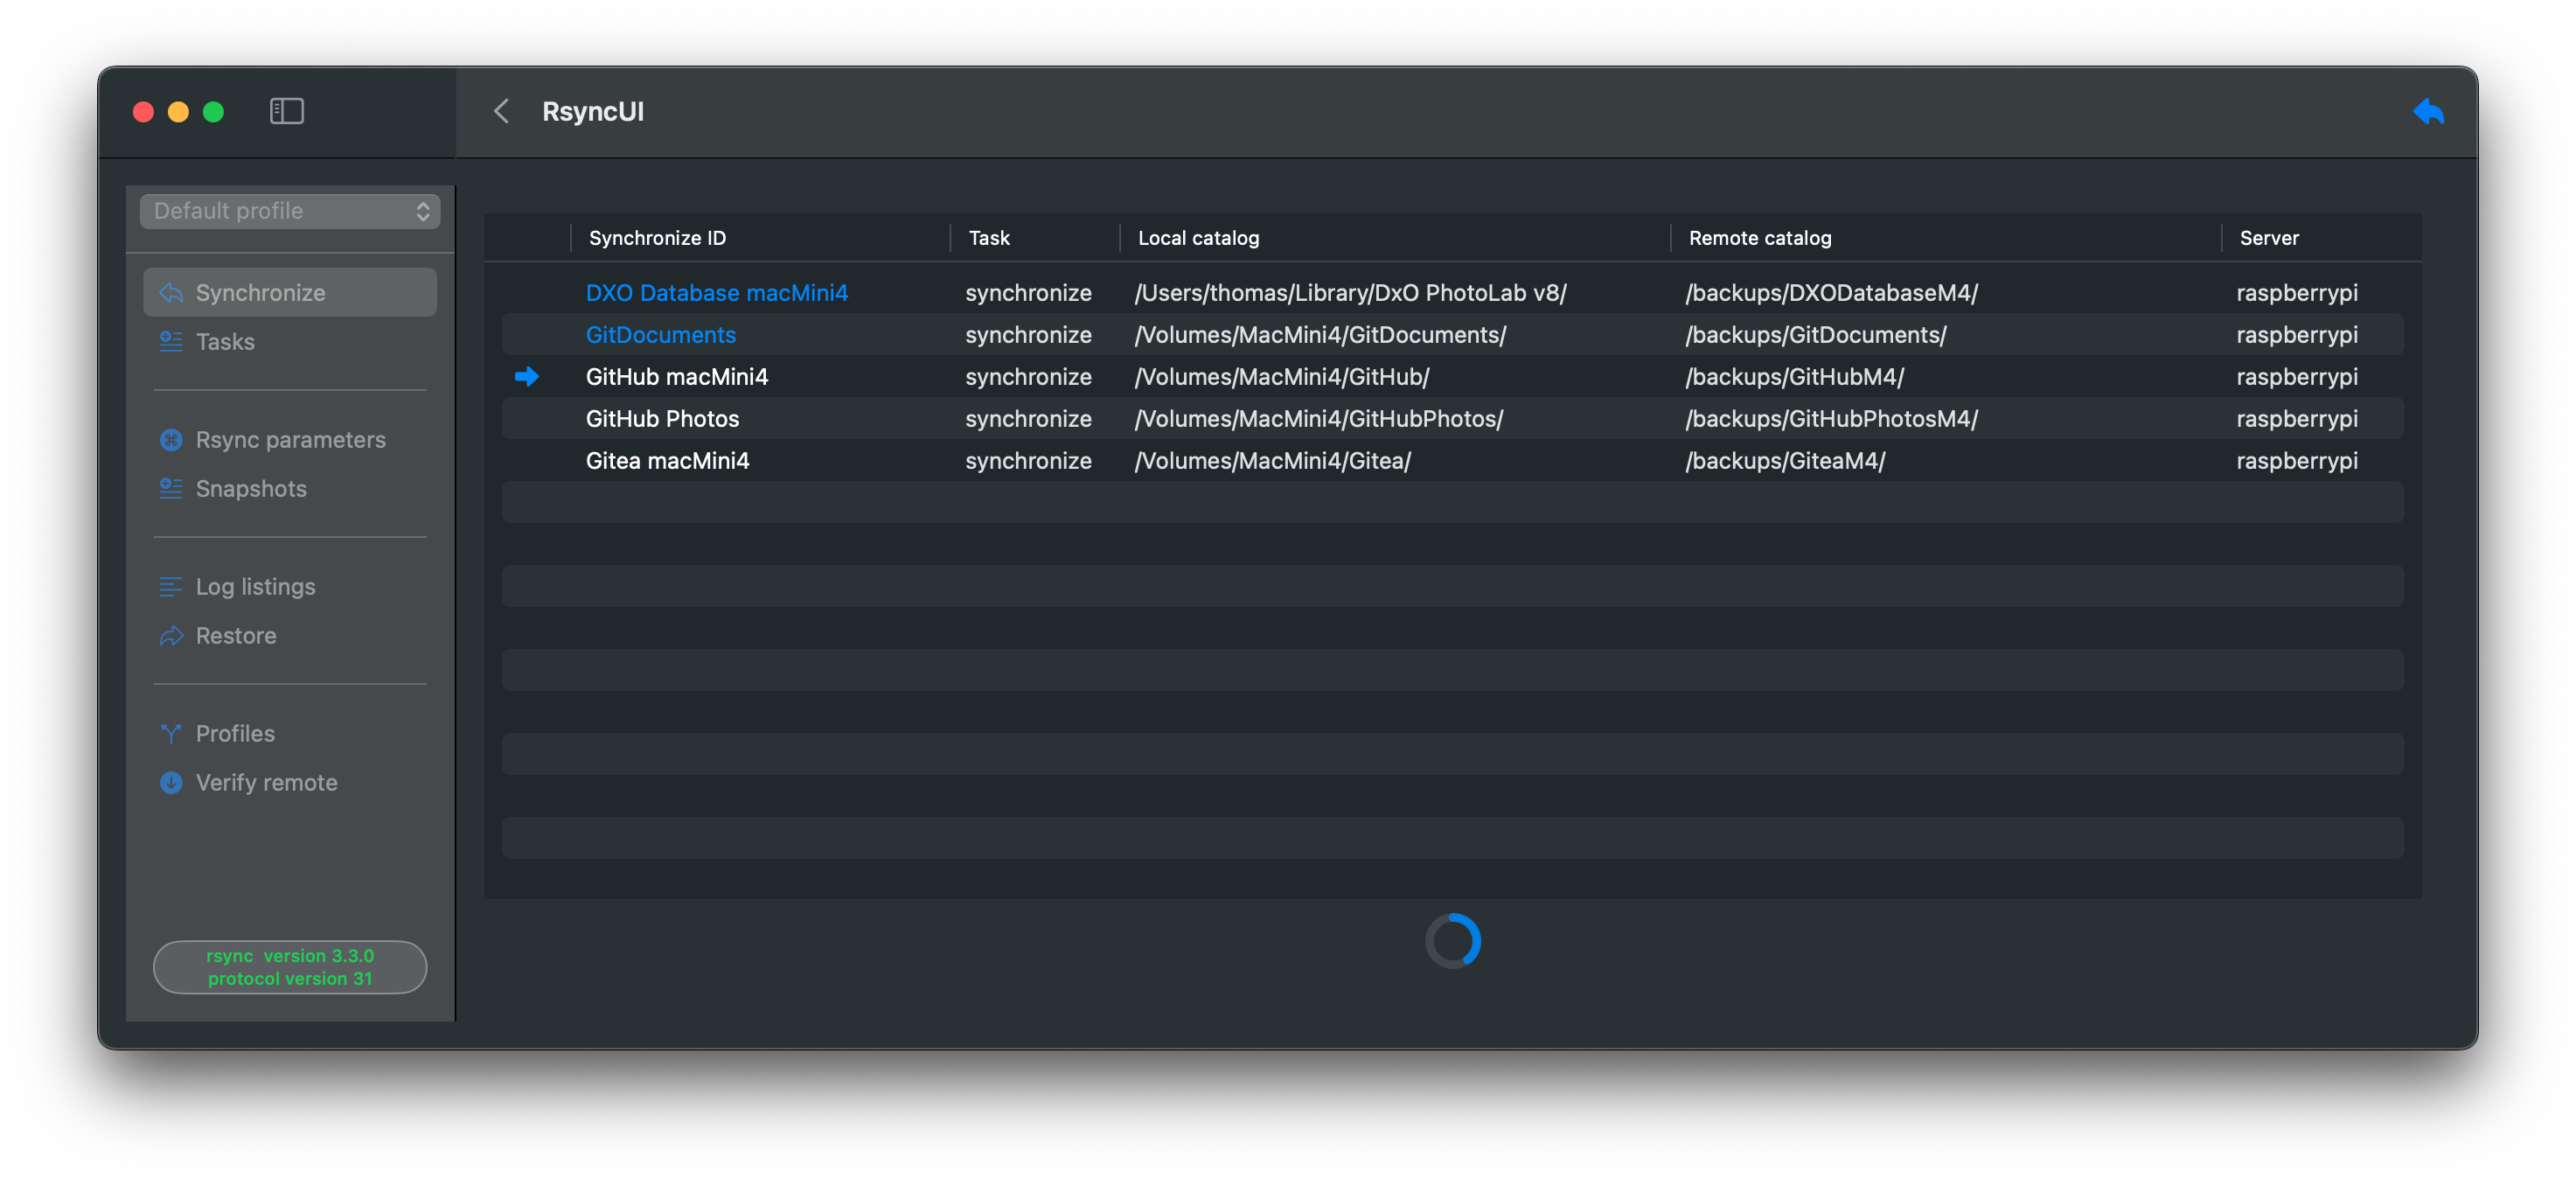 RsyncUI
Default profile
Synchronize
Tasks
Rsync parameters
Snapshots
Log listings
Restore
Profiles
Verify remote
rsync  version 3.3.0
protocol version 31
Synchronize ID Task Local catalog Remote catalog Server
DXO Database macMini4 synchronize /Users/thomas/Library/DxO PhotoLab v8/ /backups/DXODatabaseM4/ raspberrypi
GitDocuments synchronize /Volumes/MacMini4/GitDocuments/ /backups/GitDocuments/ raspberrypi
GitHub macMini4 synchronize /Volumes/MacMini4/GitHub/ /backups/GitHubM4/ raspberrypi
GitHub Photos synchronize /Volumes/MacMini4/GitHubPhotos/ /backups/GitHubPhotosM4/ raspberrypi
Gitea macMini4 synchronize /Volumes/MacMini4/Gitea/ /backups/GiteaM4/ raspberrypi